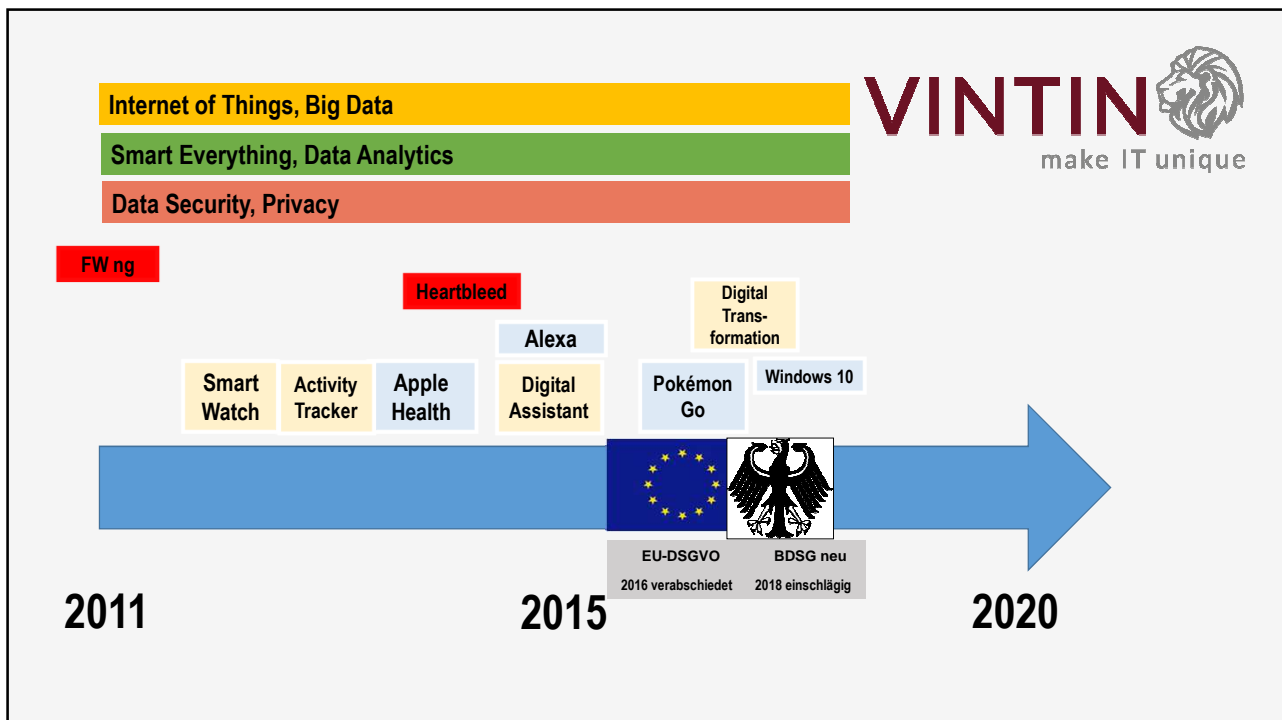 Internet of Things, Big Data
Smart Everything, Data Analytics
Data Security, Privacy
VINTIN
make IT unique
FW ng
Heartbleed
Digital
Trans-
formation
Alexa
Smart
Watch
Activity
Tracker
Apple
Health
Digital
Assistant
Pokémon
Go
Windows 10
EU-DSGVO
2016 verabschiedet
BDSG neu
2018 einschlägig
2011
2015
2020